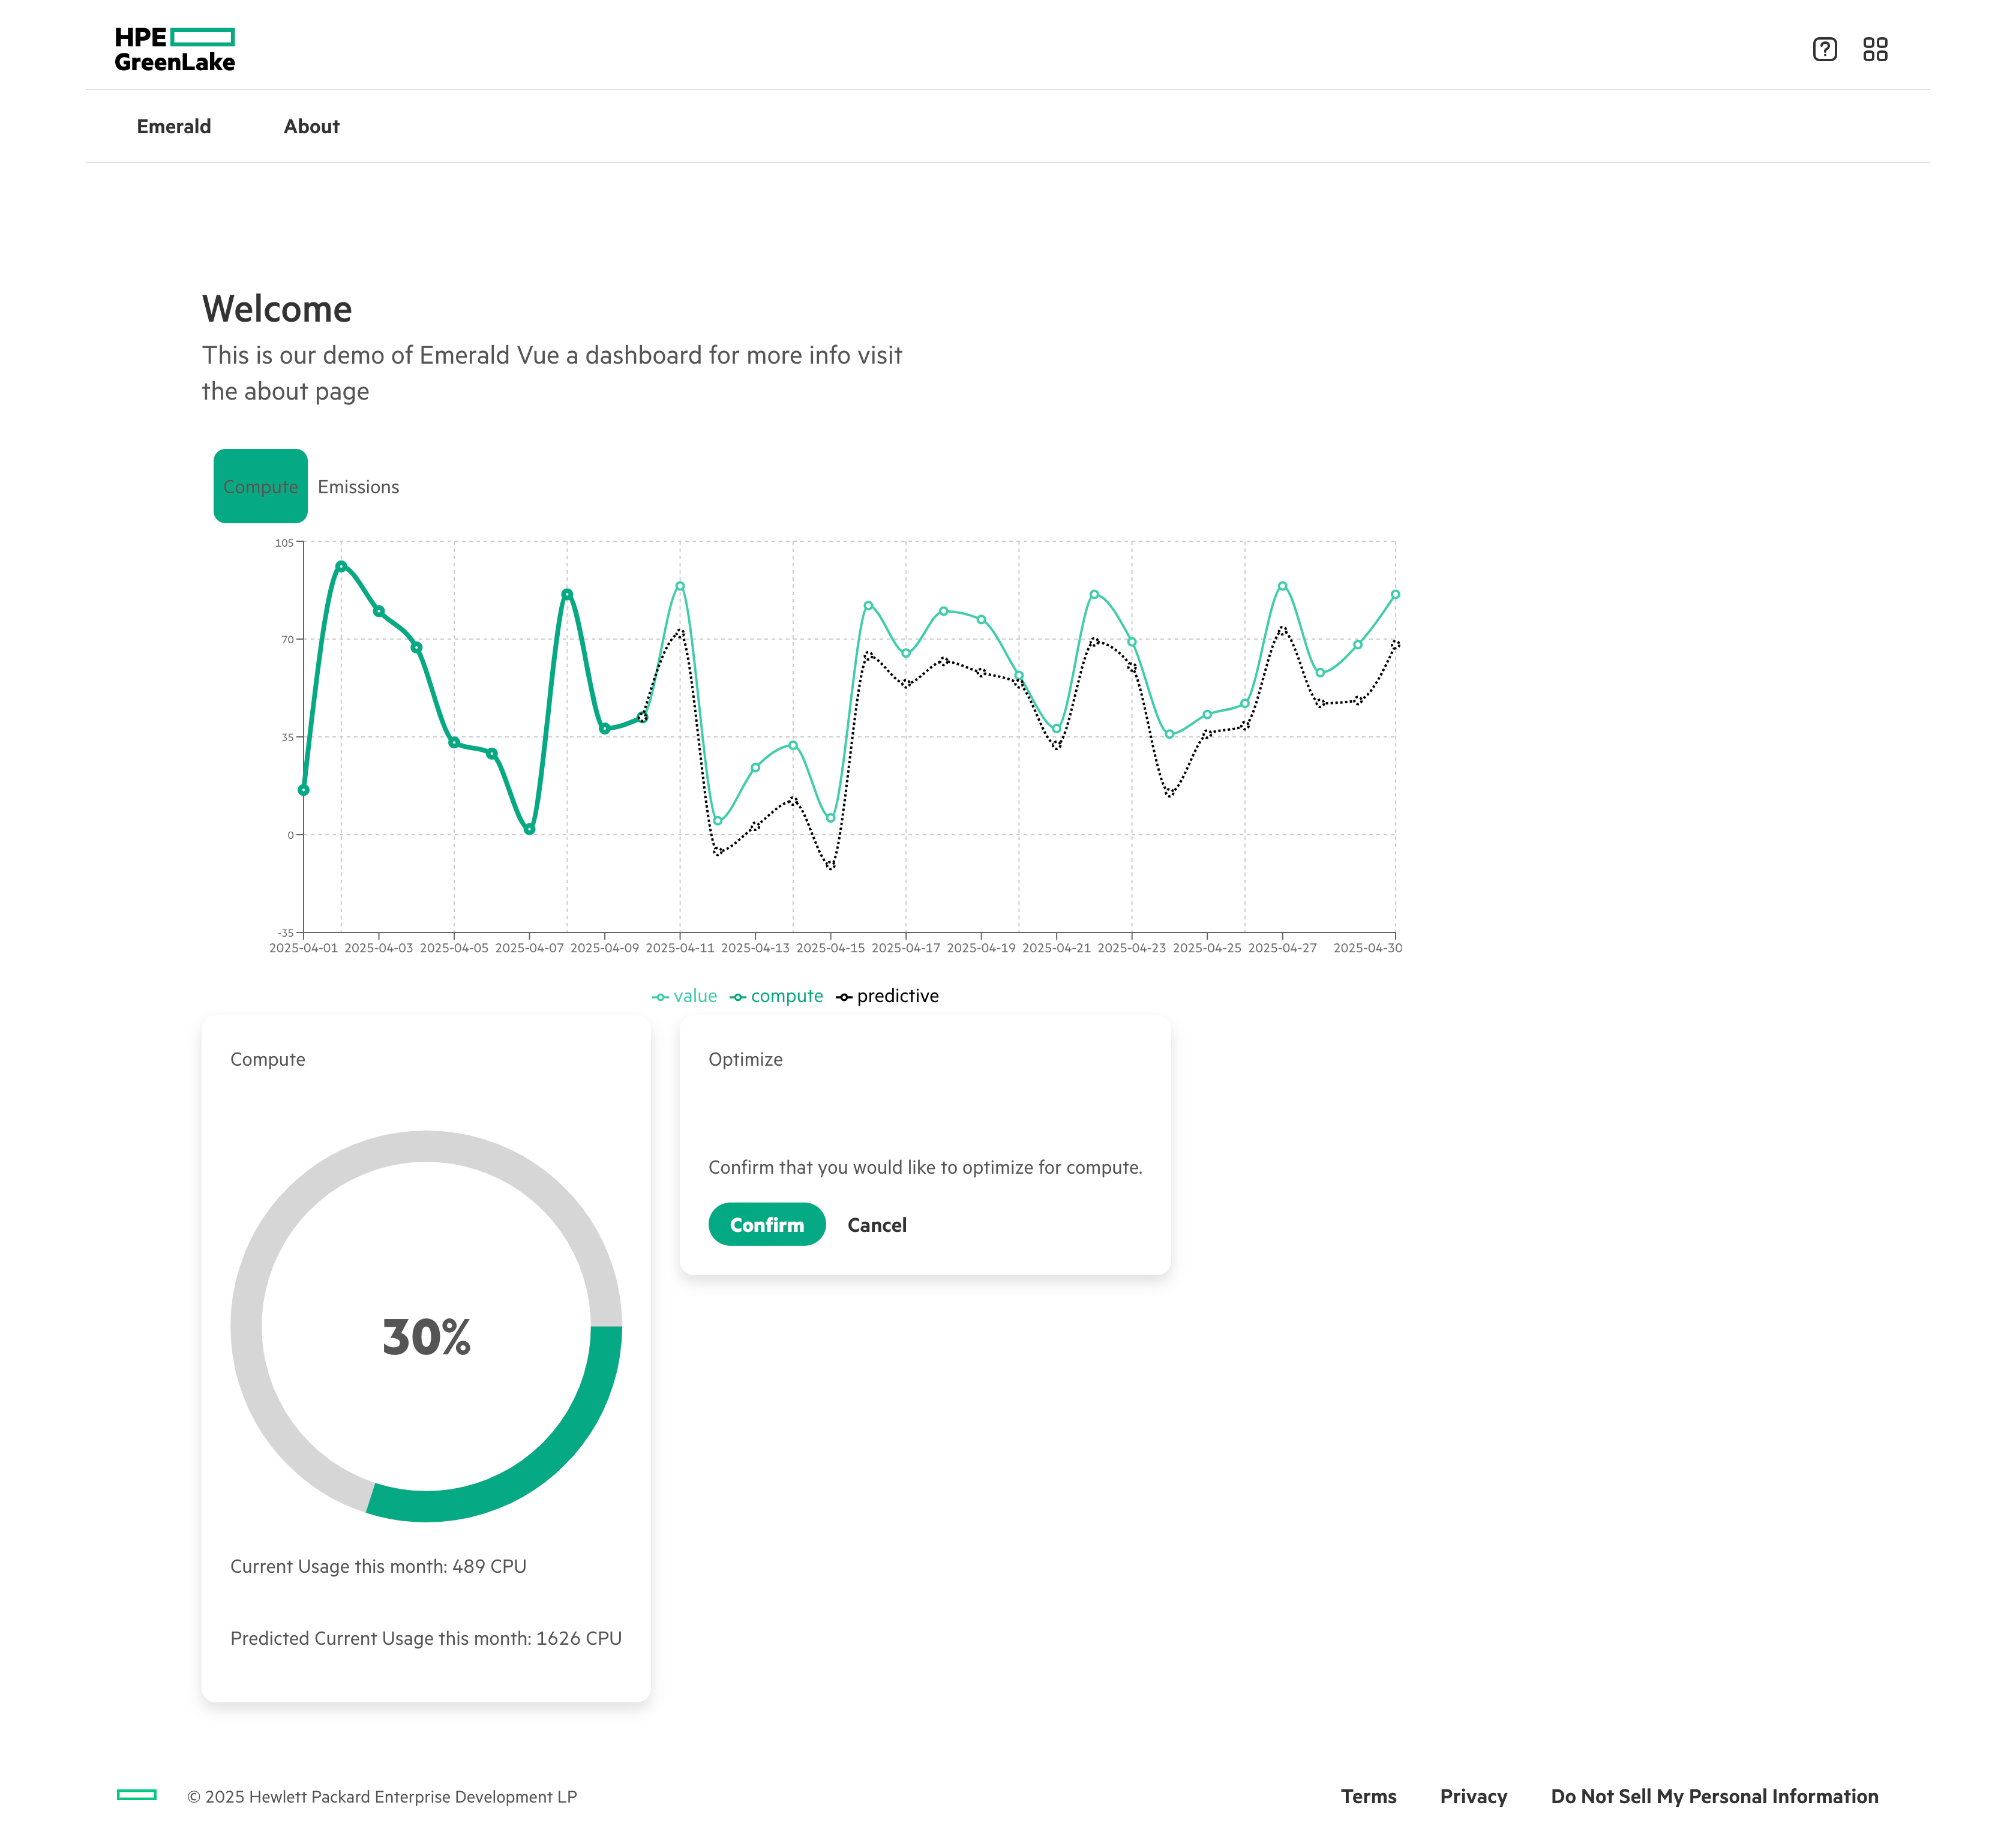 HPE
GreenLake
Emerald About
Welcome
This is our demo of Emerald Vue a dashboard for more info visit
the about page
Compute Emissions
105
70
35
0
-35
2025-04-01 2025-04-03 2025-04-05 2025-04-07 2025-04-09 2025-04-11 2025-04-13 2025-04-15 2025-04-17 2025-04-19 2025-04-21 2025-04-23 2025-04-25 2025-04-27 2025-04-30
value compute predictive
Compute
30%
Current Usage this month: 489 CPU
Predicted Current Usage this month: 1626 CPU
Optimize
Confirm that you would like to optimize for compute.
Confirm Cancel
© 2025 Hewlett Packard Enterprise Development LP
Terms Privacy Do Not Sell My Personal Information